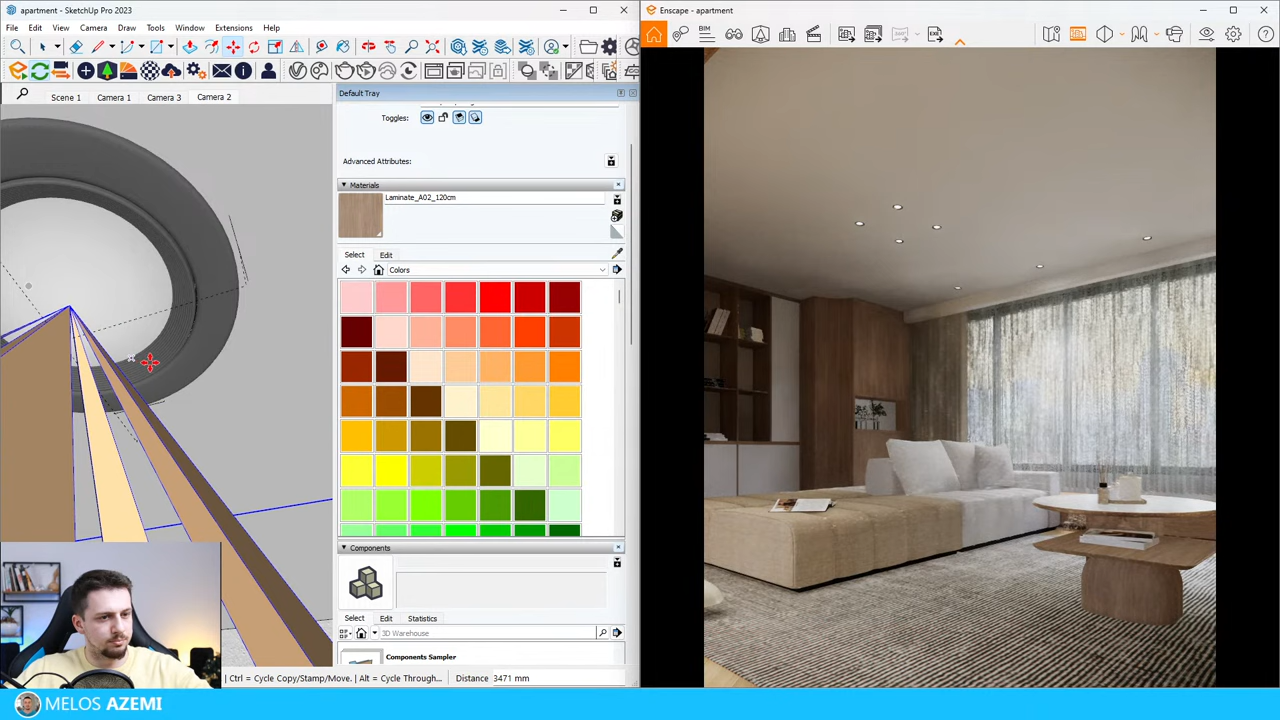 apartment - SketchUp Pro 2023
File Edit View Camera Draw Tools Window Extensions Help
Scene 1 Camera 1 Camera 3 Camera 2
Default Tray
Toggles:
Advanced Attributes:
Materials
Laminate_A02_120cm
Select Edit
Colors
Components
Select Edit Statistics
3D Warehouse
Components Sampler
| Ctrl = Cycle Copy/Stamp/Move. | Alt = Cycle Through... Distance 3471 mm
Enscape - apartment
BIM
EXE
MELOS AZEMI